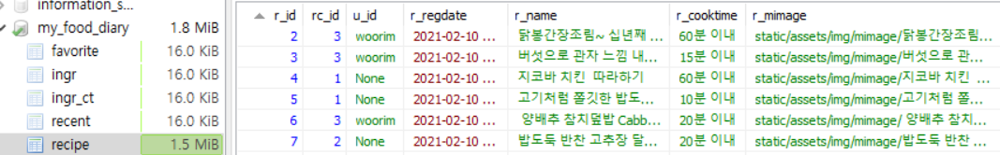 information_s...
my_food_diary 1.8 MiB
favorite 16.0 KiB
ingr 16.0 KiB
ingr_ct 16.0 KiB
recent 16.0 KiB
recipe 1.5 MiB
r_id rc_id u_id r_regdate r_name r_cooktime r_mimage
2 3 woorim 2021-02-10 ... 닭봉간장조림~ 십년째 ... 60분 이내 static/assets/img/mimage/닭봉간장조림...
3 3 woorim 2021-02-10 ... 버섯으로 관자 느낌 내... 15분 이내 static/assets/img/mimage/버섯으로 관...
4 1 None 2021-02-10 ... 지코바 치킨 따라하기 60분 이내 static/assets/img/mimage/지코바 치킨 ...
5 1 None 2021-02-10 ... 고기처럼 쫄깃한 밥도... 10분 이내 static/assets/img/mimage/고기처럼 쫄...
6 3 woorim 2021-02-10 ... 양배추 참치덮밥 Cabb... 20분 이내 static/assets/img/mimage/ 양배추 참치...
7 2 None 2021-02-10 ... 밥도둑 반찬 고추장 달... 20분 이내 static/assets/img/mimage/밥도둑 반찬 ...